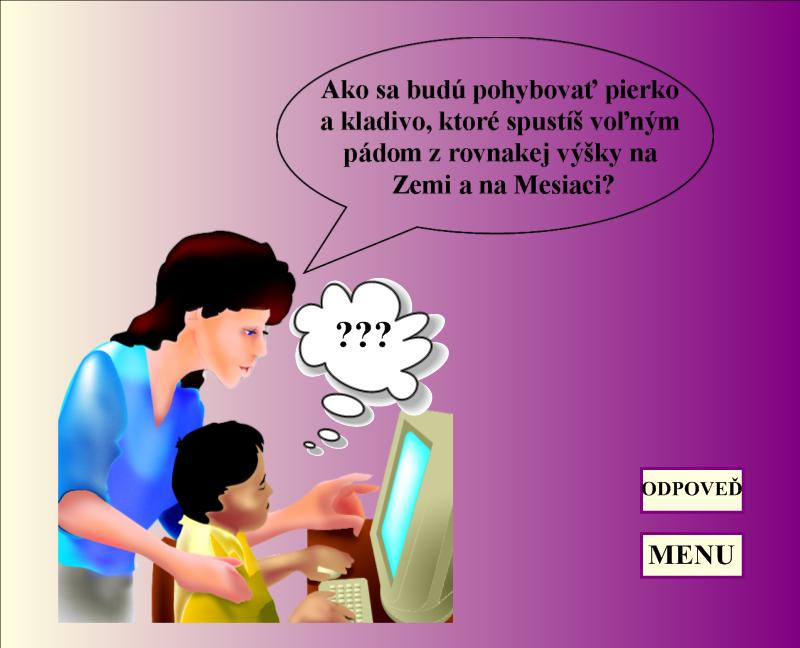 Ako sa budú pohybovať pierko
a kladivo, ktoré spustíš voľným
pádom z rovnakej výšky na
Zemi a na Mesiaci?
???
ODPOVEĎ
MENU